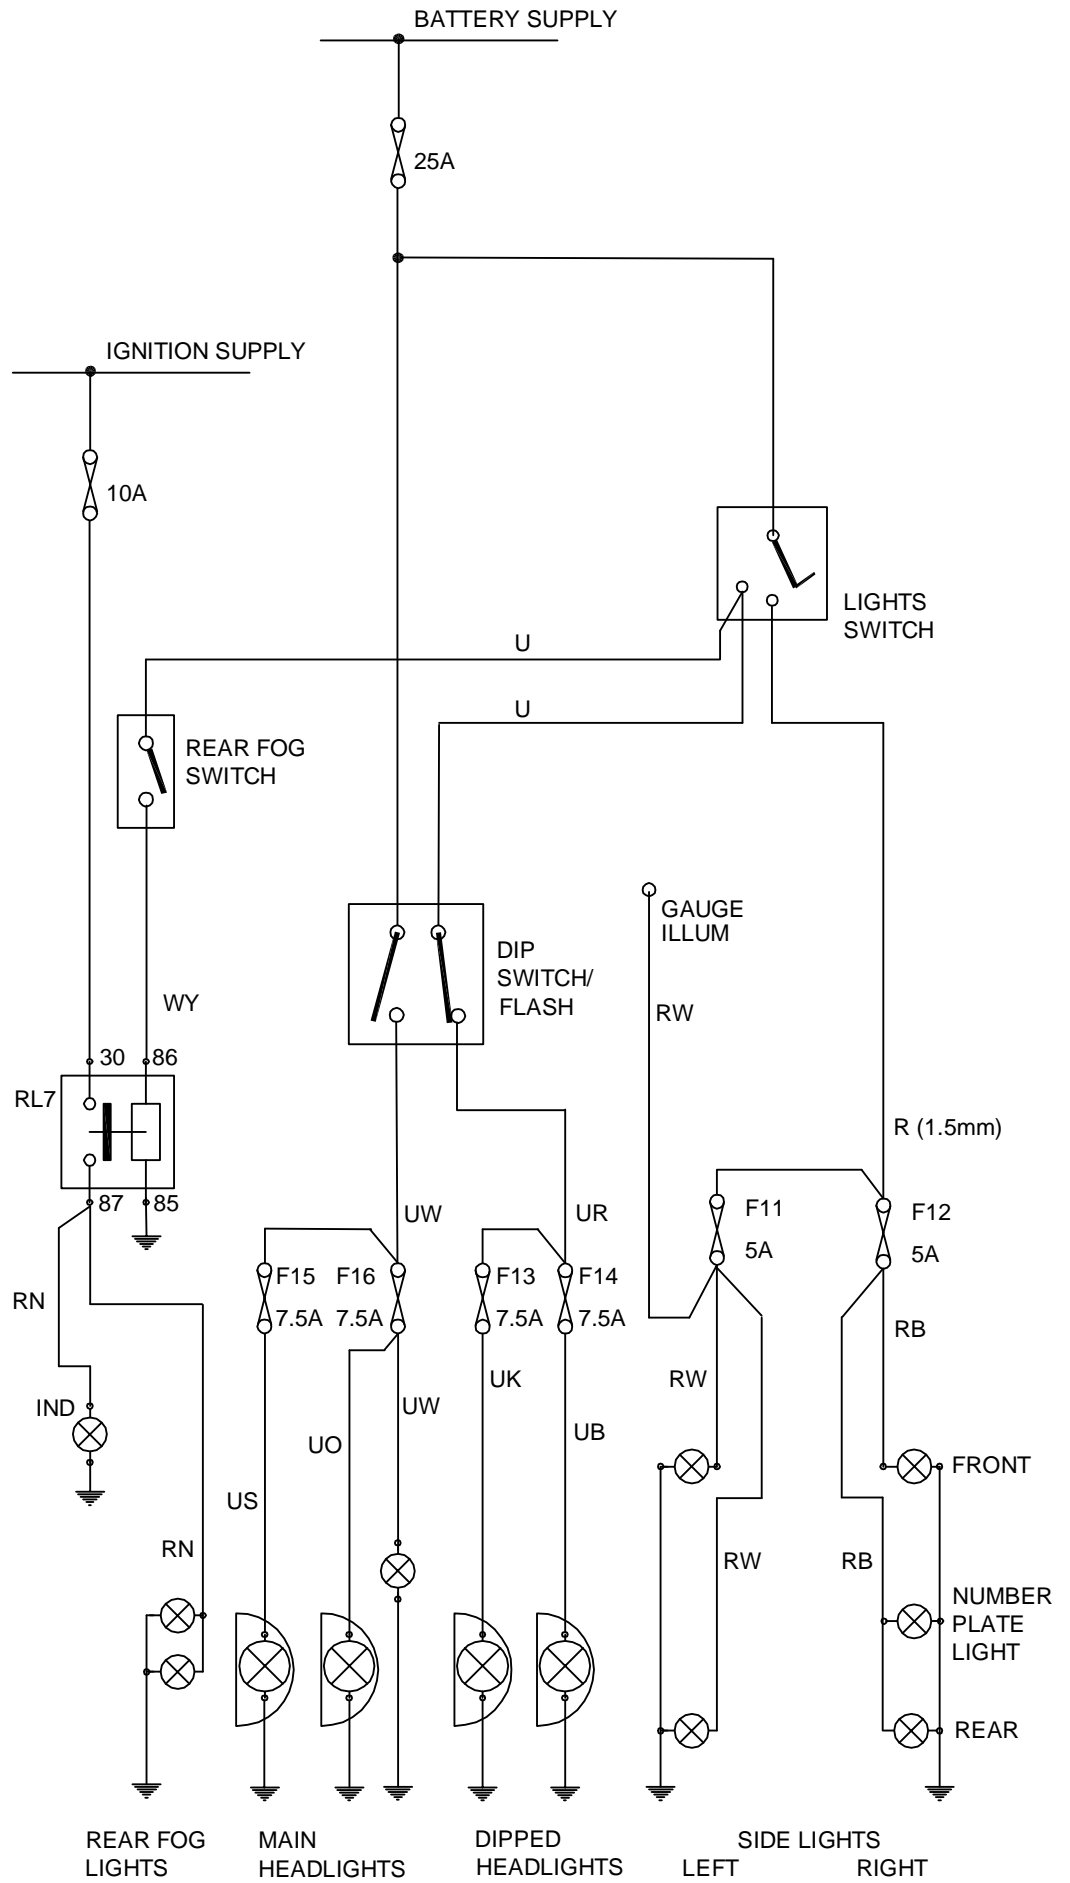 BATTERY SUPPLY
25A
IGNITION SUPPLY
10A
LIGHTS
SWITCH
U
U
REAR FOG
SWITCH
GAUGE
ILLUM
DIP
SWITCH/
FLASH
WY
RW
30
86
RL7
R (1.5mm)
87
85
UW
UR
F11
5A
F12
5A
F15
7.5A
F16
7.5A
F13
7.5A
F14
7.5A
RN
RB
UK
RW
UW
IND
UB
UO
FRONT
US
RN
RW
RB
NUMBER
PLATE
LIGHT
REAR
REAR FOG
LIGHTS
MAIN
HEADLIGHTS
DIPPED
HEADLIGHTS
SIDE LIGHTS
LEFT
RIGHT